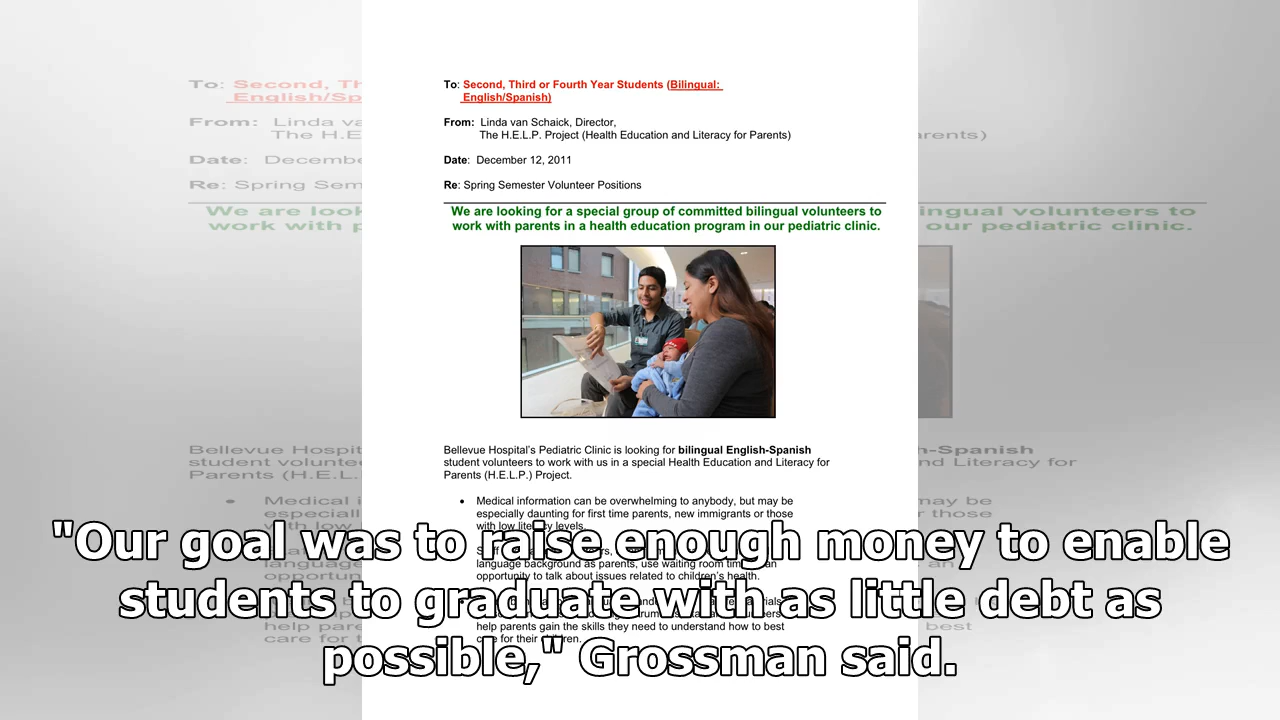 To: Second, Third or Fourth Year Students (Bilingual:
English/Spanish)
From: Linda van Schaick, Director,
The H.E.L.P. Project (Health Education and Literacy for Parents)
Date: December 12, 2011
Re: Spring Semester Volunteer Positions
We are looking for a special group of committed bilingual volunteers to
work with parents in a health education program in our pediatric clinic.
Bellevue Hospital's Pediatric Clinic is looking for bilingual English-Spanish
student volunteers to work with us in a special Health Education and Literacy for
Parents (H.E.L.P.) Project.
• Medical information can be overwhelming to anybody, but may be
especially daunting for first time parents, new immigrants or those
with low literacy levels.
language background as parents, use waiting room
opportunity to talk about issues related to children's health.
help parents gain the skills they need to understand how to best
for their
"Our goal was to raise enough money to enable
students to graduate with as little debt as
possible," Grossman said.